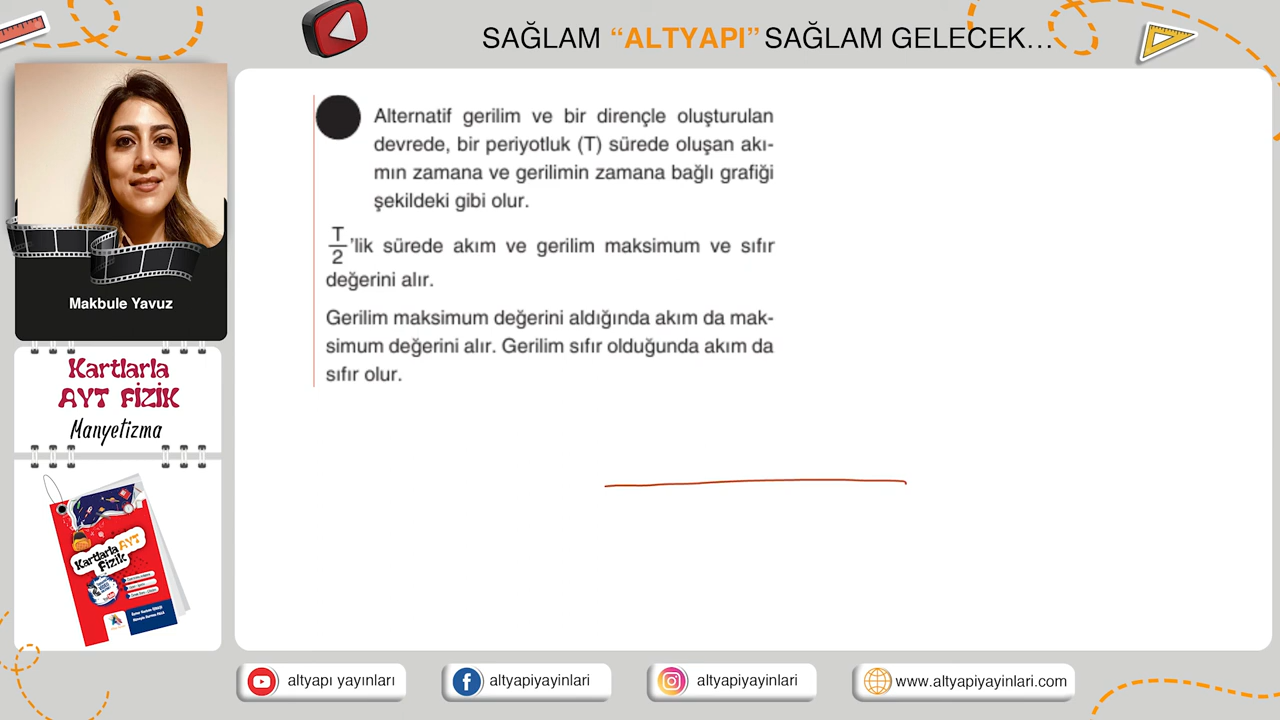 SAĞLAM “ALTYAPI” SAĞLAM GELECEK...
Makbule Yavuz
Kartlarla
AYT FİZİK
Manyetizma
Kartlarla AYT
Fizik
Alternatif gerilim ve bir dirençle oluşturulan
devrede, bir periyotluk (T) sürede oluşan akı-
mın zamana ve gerilimin zamana bağlı grafiği
şekildeki gibi olur.
T/2 'lik sürede akım ve gerilim maksimum ve sıfır
değerini alır.
Gerilim maksimum değerini aldığında akım da mak-
simum değerini alır. Gerilim sıfır olduğunda akım da
sıfır olur.
altyapı yayınları
altyapiyayinlari
altyapiyayinlari
www.altyapiyayinlari.com